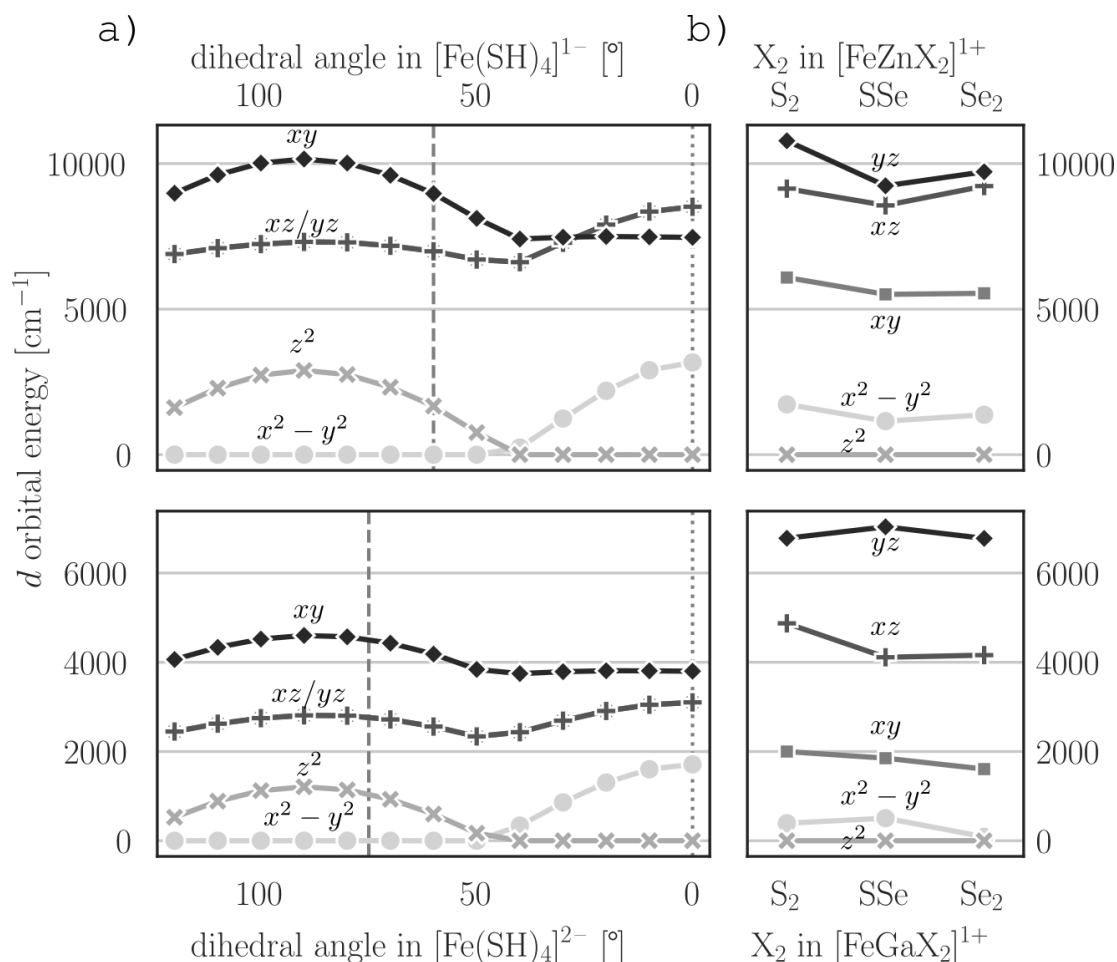 a)
b)
dihedral angle in [Fe(SH)₄]¹⁻ [°]
X₂ in [FeZnX₂]¹⁺
100 50 0
S₂ SSe Se₂
d orbital energy [cm⁻¹]
10000
5000
0
xy
xz/yz
z²
x² − y²
yz
xz
xy
x² − y²
z²
10000
5000
0
6000
4000
2000
0
xy
xz/yz
z²
x² − y²
yz
xz
xy
x² − y²
z²
6000
4000
2000
0
100 50 0
S₂ SSe Se₂
dihedral angle in [Fe(SH)₄]²⁻ [°]
X₂ in [FeGaX₂]¹⁺